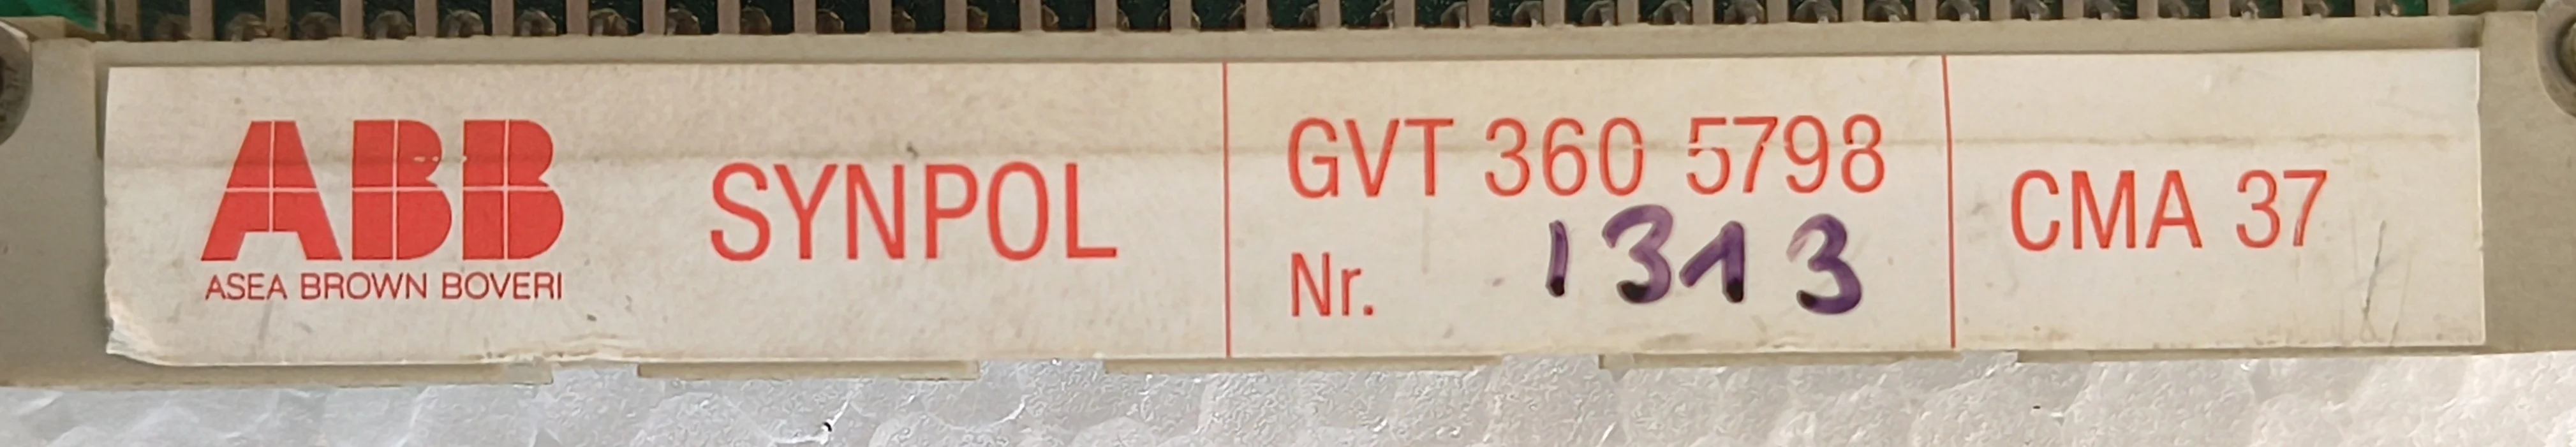 ABB
ASEA BROWN BOVERI
SYNPOL
GVT 360 5798
Nr. 1313
CMA 37